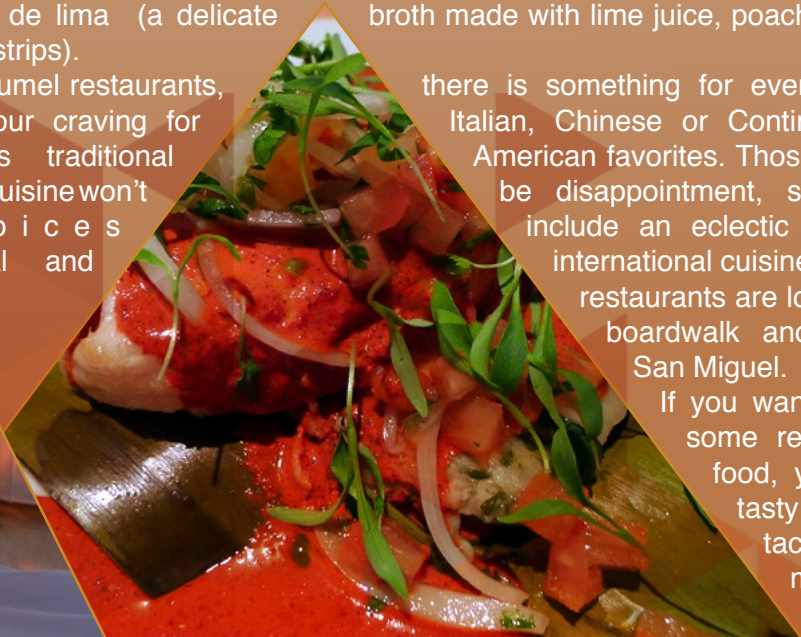 de lima (a delicate broth made with lime juice, poach
strips).
umel restaurants, there is something for ever
our craving for Italian, Chinese or Contin
s traditional American favorites. Thos
uisine won't be disappointment, s
oices include an eclectic
l and international cuisine
restaurants are lo
boardwalk and
San Miguel.
If you wan
some re
food, y
tasty
tac
m